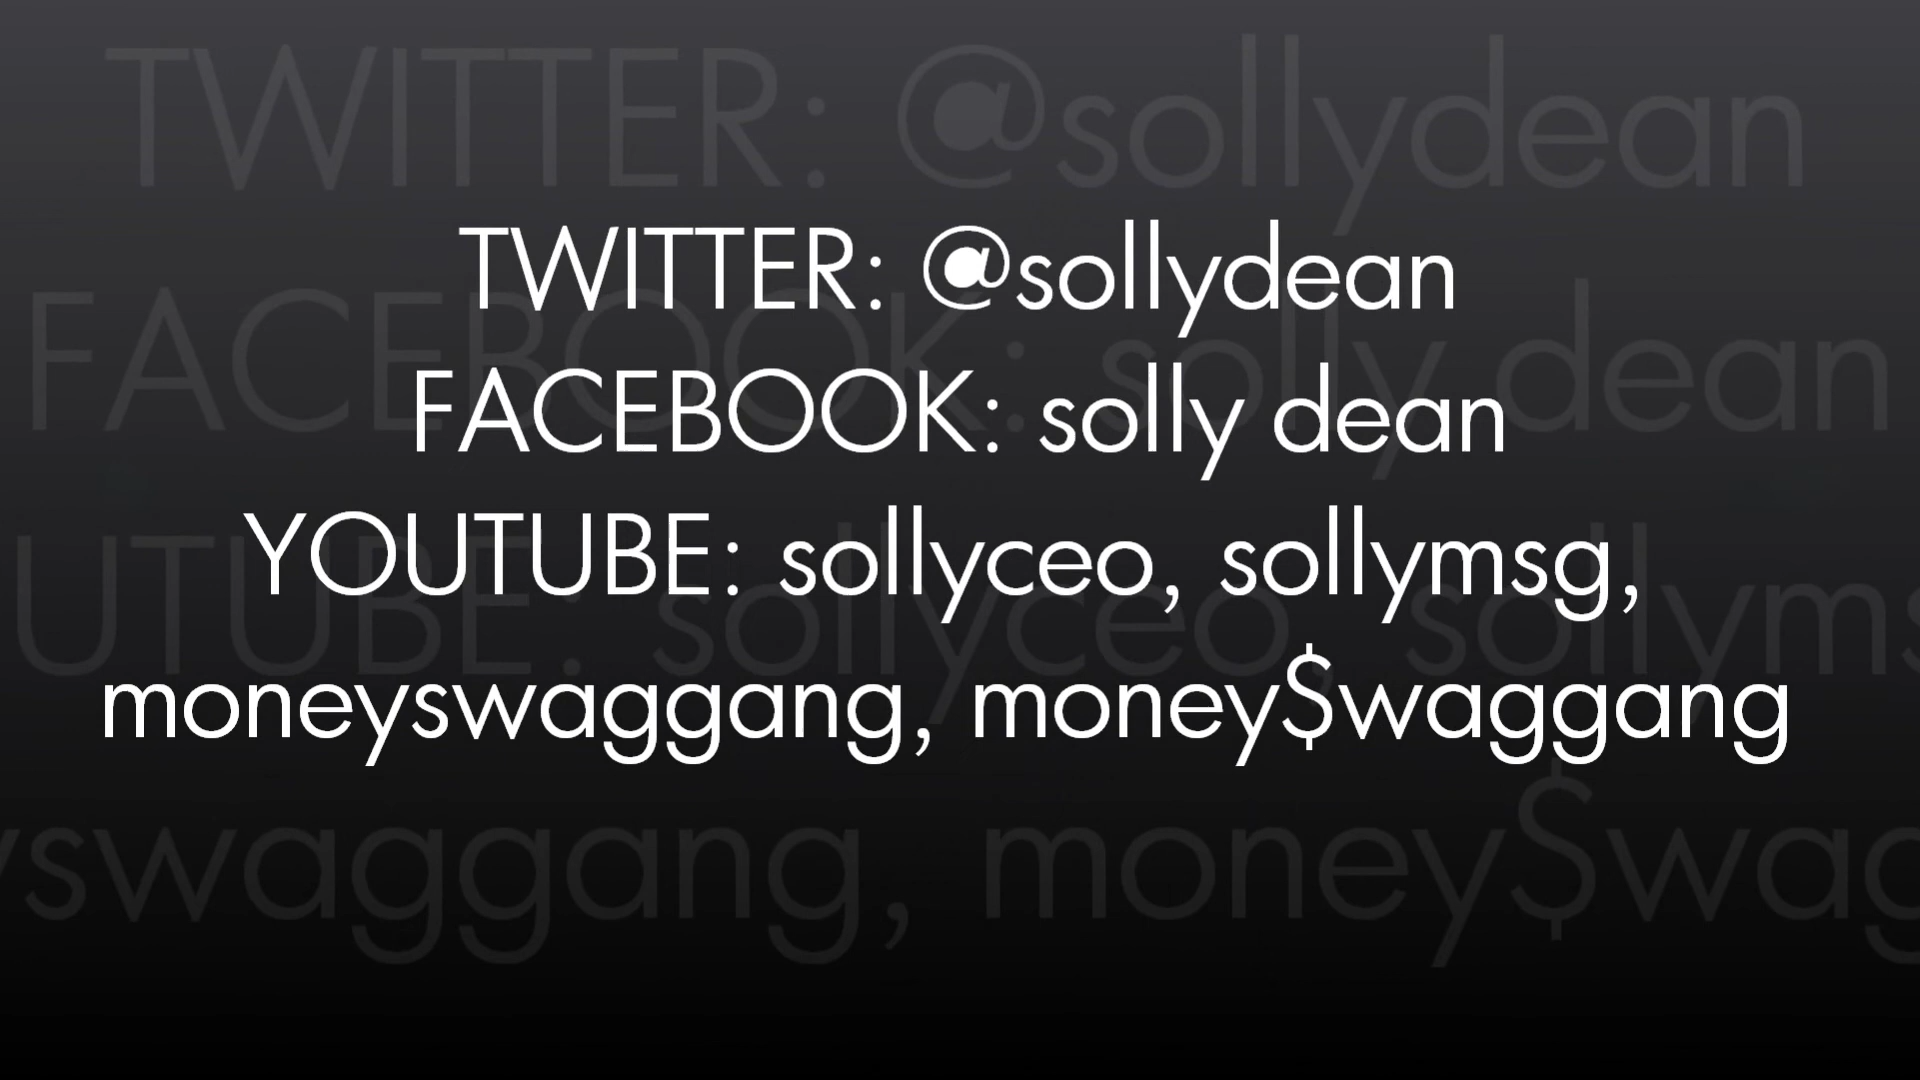 TWITTER: @sollydean
FACEBOOK: solly dean
YOUTUBE: sollyceo, sollymsg,
moneyswaggang, money$waggang